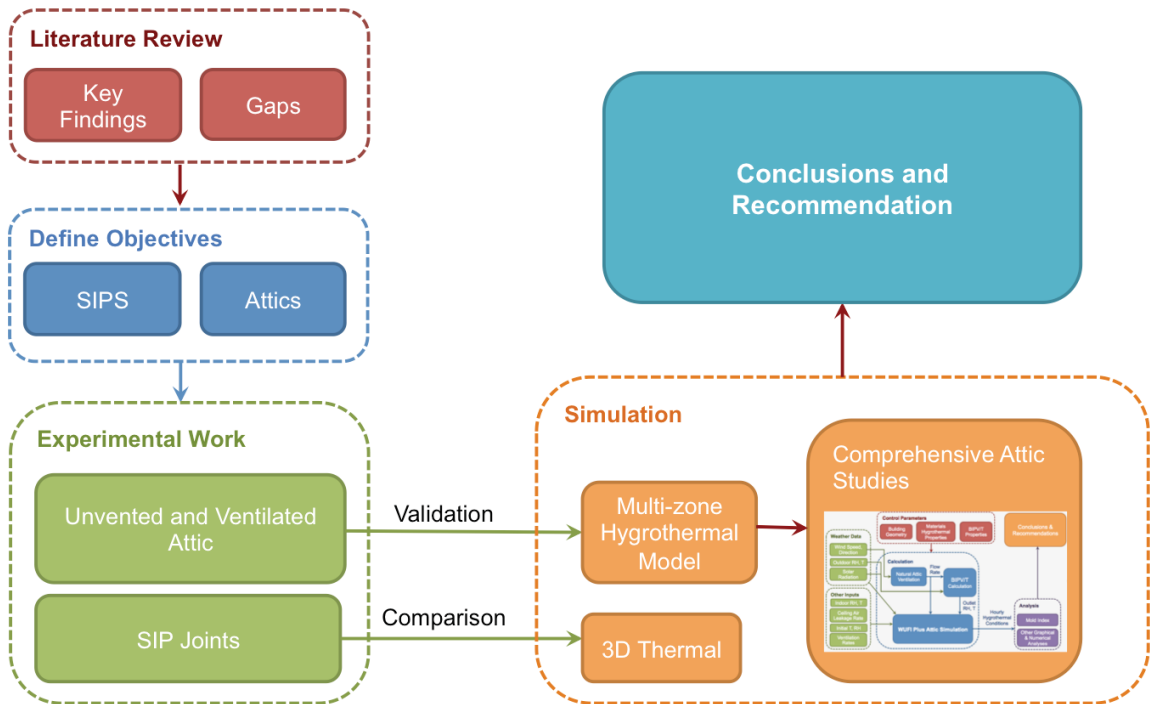 Literature Review
Key
Findings
Gaps
Define Objectives
SIPS
Attics
Experimental Work
Unvented and Ventilated
Attic
SIP Joints
Validation
Comparison
Simulation
Multi-zone
Hygrothermal
Model
3D Thermal
Comprehensive Attic
Studies
Control Parameters
Building
Geometry
Materials
Hygrothermal
Properties
BIPV/T
Properties
Conclusions &
Recommendations
Weather Data
Wind Speed,
Direction
Outdoor RH, T
Solar
Radiation
Calculation
Natural Attic
Ventilation
Flow
Rate
BIPV/T
Calculation
Outlet
RH, T
Other Inputs
Indoor RH, T
Ceiling Air
Leakage Rate
Initial T, RH
Ventilation
Rates
WUFI Plus Attic Simulation
Hourly
Hygrothermal
Conditions
Analysis
Mold Index
Other Graphical
& Numerical
Analyses
Conclusions and
Recommendation